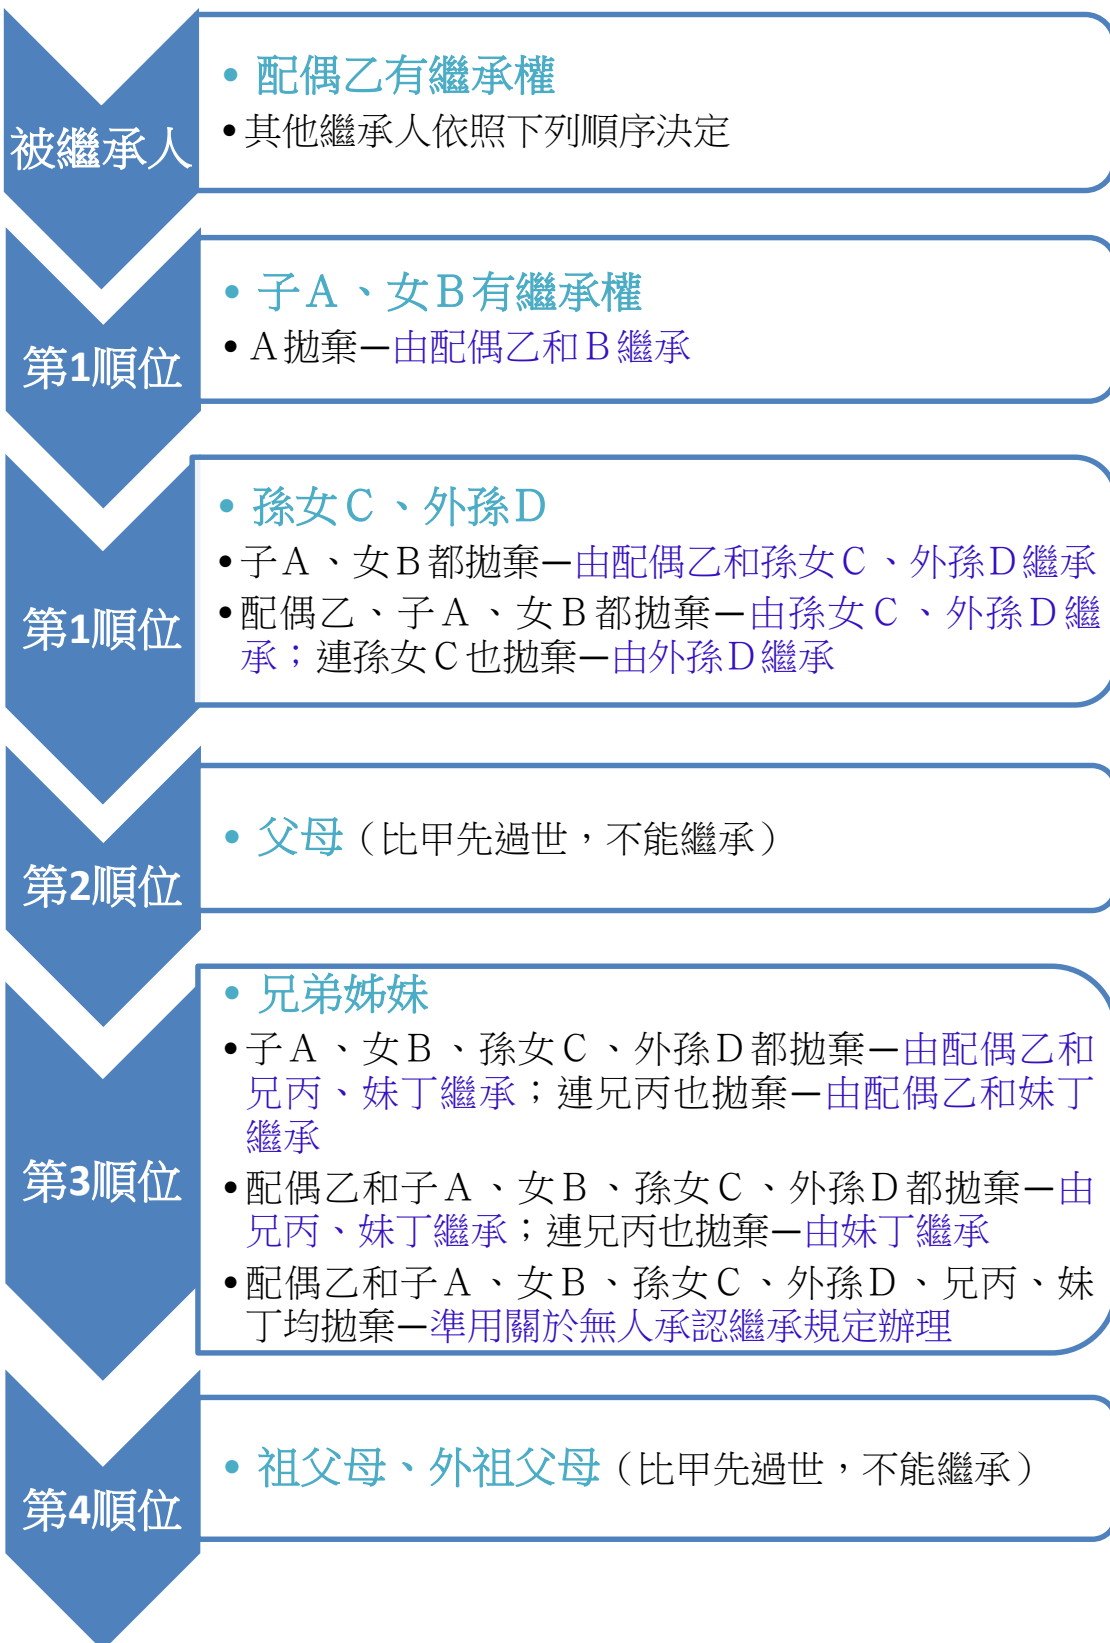 被繼承人
• 配偶乙有繼承權
•其他繼承人依照下列順序決定
第1順位
• 子Ａ、女Ｂ有繼承權
• Ａ拋棄—由配偶乙和Ｂ繼承
第1順位
• 孫女Ｃ、外孫Ｄ
•子Ａ、女Ｂ都拋棄—由配偶乙和孫女Ｃ、外孫Ｄ繼承
•配偶乙、子Ａ、女Ｂ都拋棄—由孫女Ｃ、外孫Ｄ繼
承；連孫女Ｃ也拋棄—由外孫Ｄ繼承
第2順位
• 父母（比甲先過世，不能繼承）
第3順位
• 兄弟姊妹
•子Ａ、女Ｂ、孫女Ｃ、外孫Ｄ都拋棄—由配偶乙和
兄丙、妹丁繼承；連兄丙也拋棄—由配偶乙和妹丁
繼承
•配偶乙和子Ａ、女Ｂ、孫女Ｃ、外孫Ｄ都拋棄—由
兄丙、妹丁繼承；連兄丙也拋棄—由妹丁繼承
•配偶乙和子Ａ、女Ｂ、孫女Ｃ、外孫Ｄ、兄丙、妹
丁均拋棄—準用關於無人承認繼承規定辦理
第4順位
• 祖父母、外祖父母（比甲先過世，不能繼承）